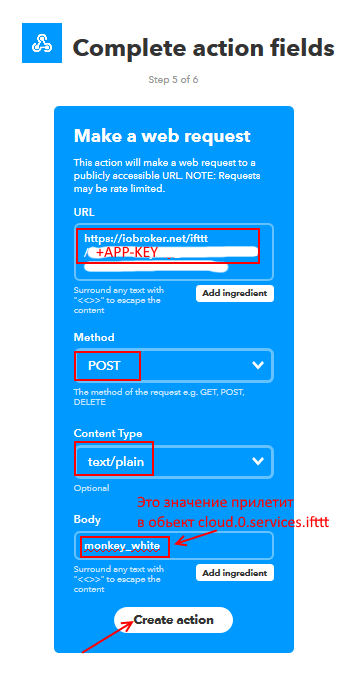 Complete action fields
Step 5 of 6
Make a web request
This action will make a web request to a
publicly accessible URL. NOTE: Requests
may be rate limited.
URL
https://iobroker.net/ifttt
/ +APP-KEY
Surround any text with
"<<>>" to escape the
content
Add ingredient
Method
POST
The method of the request e.g. GET, POST,
DELETE
Content Type
text/plain
Optional
Это значение прилетит
в объект cloud.0.services.ifttt
Body
monkey_white
Surround any text with
"<<>>" to escape the
content
Add ingredient
Create action